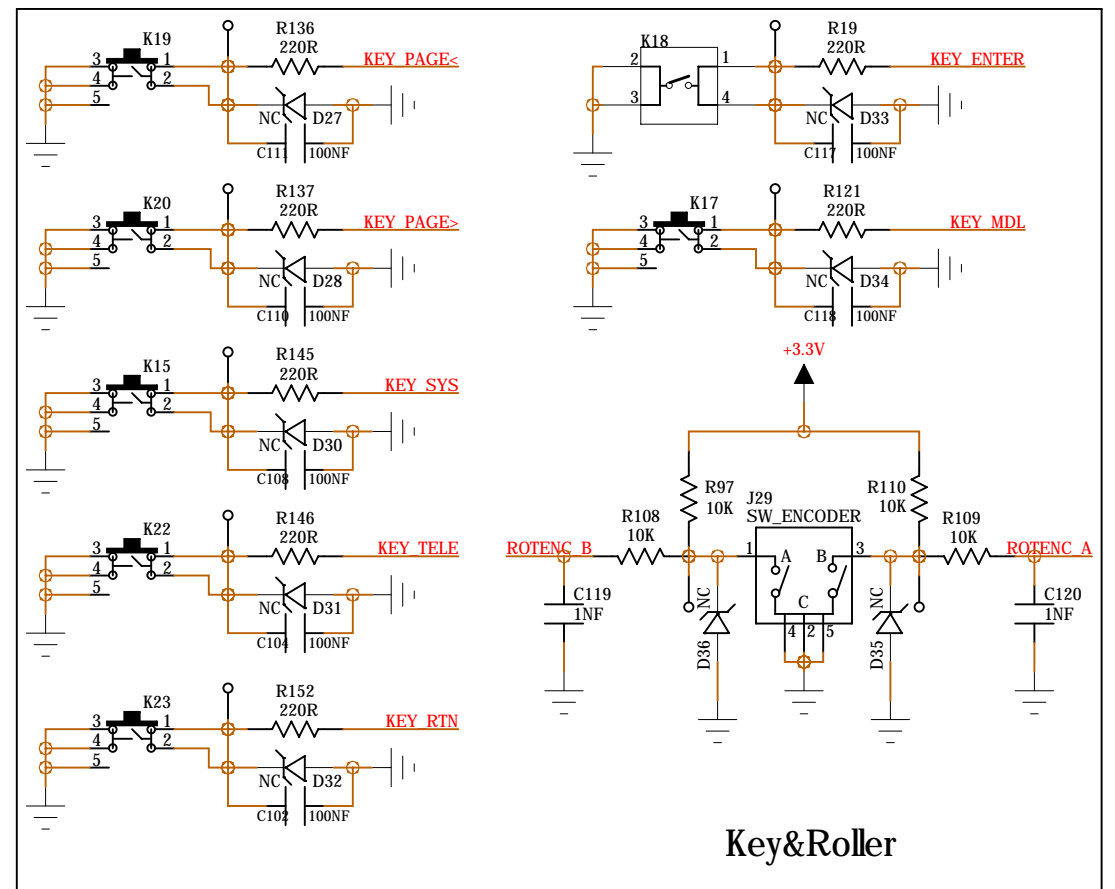 K19
R136
220R
KEY_PAGE<
3 1
4 2
5
NC D27
C111 100NF
K18
R19
220R
KEY_ENTER
2 1
3 4
NC D33
C117 100NF
K20
R137
220R
KEY_PAGE>
3 1
4 2
5
NC D28
C110 100NF
K17
R121
220R
KEY_MDL
3 1
4 2
5
NC D34
C118 100NF
K15
R145
220R
KEY_SYS
3 1
4 2
5
NC D30
C108 100NF
K22
R146
220R
KEY_TELE
3 1
4 2
5
NC D31
C104 100NF
K23
R152
220R
KEY_RTN
3 1
4 2
5
NC D32
C102 100NF
+3.3V
R97
10K
R110
10K
J29
SW_ENCODER
R108
10K
R109
10K
ROTENC_B
ROTENC_A
1 A B 3
C
4 2 5
C119
1NF
NC
D36
NC
D35
C120
1NF
Key&Roller